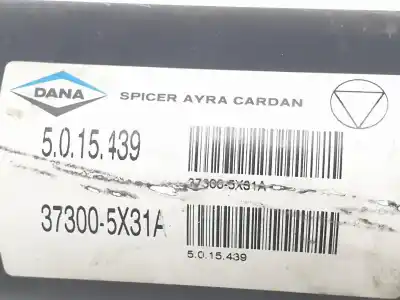 DANA SPICER AYRA CARDAN
5.0.15.439
37300-5X31A
37300-5X31A
5.0.15.439